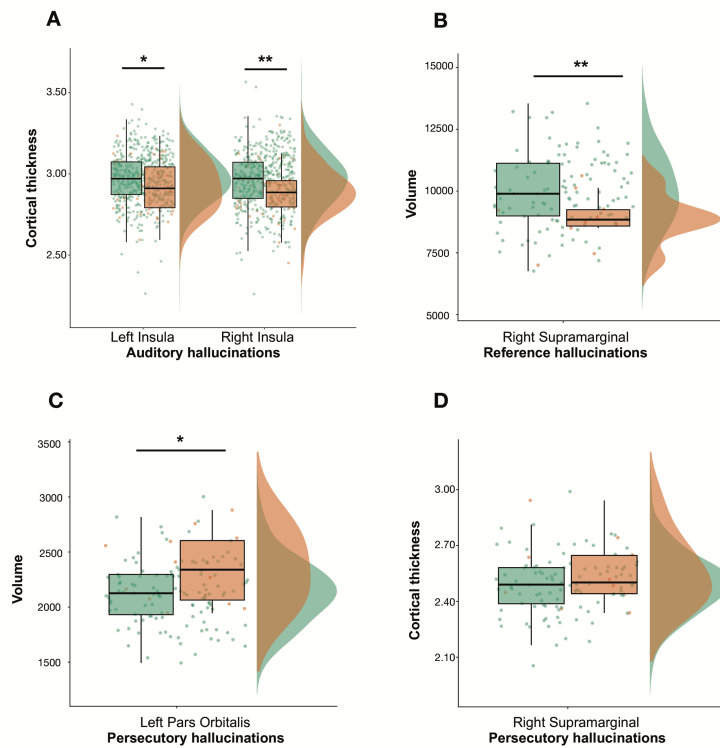 A
*
**
3.50
3.00
2.50
Cortical thickness
Left Insula
Right Insula
Auditory hallucinations
B
**
15000
12500
10000
7500
5000
Volume
Right Supramarginal
Reference hallucinations
C
*
3500
3000
2500
2000
1500
Volume
Left Pars Orbitalis
Persecutory hallucinations
D
3.00
2.70
2.40
2.10
Cortical thickness
Right Supramarginal
Persecutory hallucinations